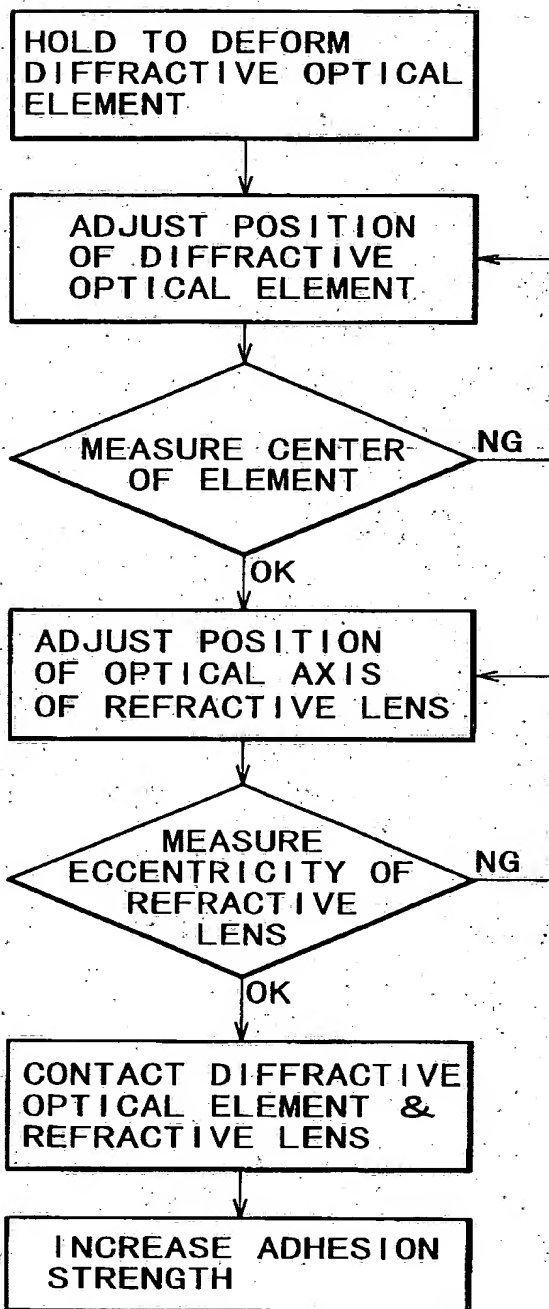 HOLD TO DEFORM
DIFFRACTIVE OPTICAL
ELEMENT
ADJUST POSITION
OF DIFFRACTIVE
OPTICAL ELEMENT
MEASURE CENTER
OF ELEMENT
NG
OK
ADJUST POSITION
OF OPTICAL AXIS
OF REFRACTIVE LENS
MEASURE
ECCENTRICITY OF
REFRACTIVE
LENS
NG
OK
CONTACT DIFFRACTIVE
OPTICAL ELEMENT &
REFRACTIVE LENS
INCREASE ADHESION
STRENGTH